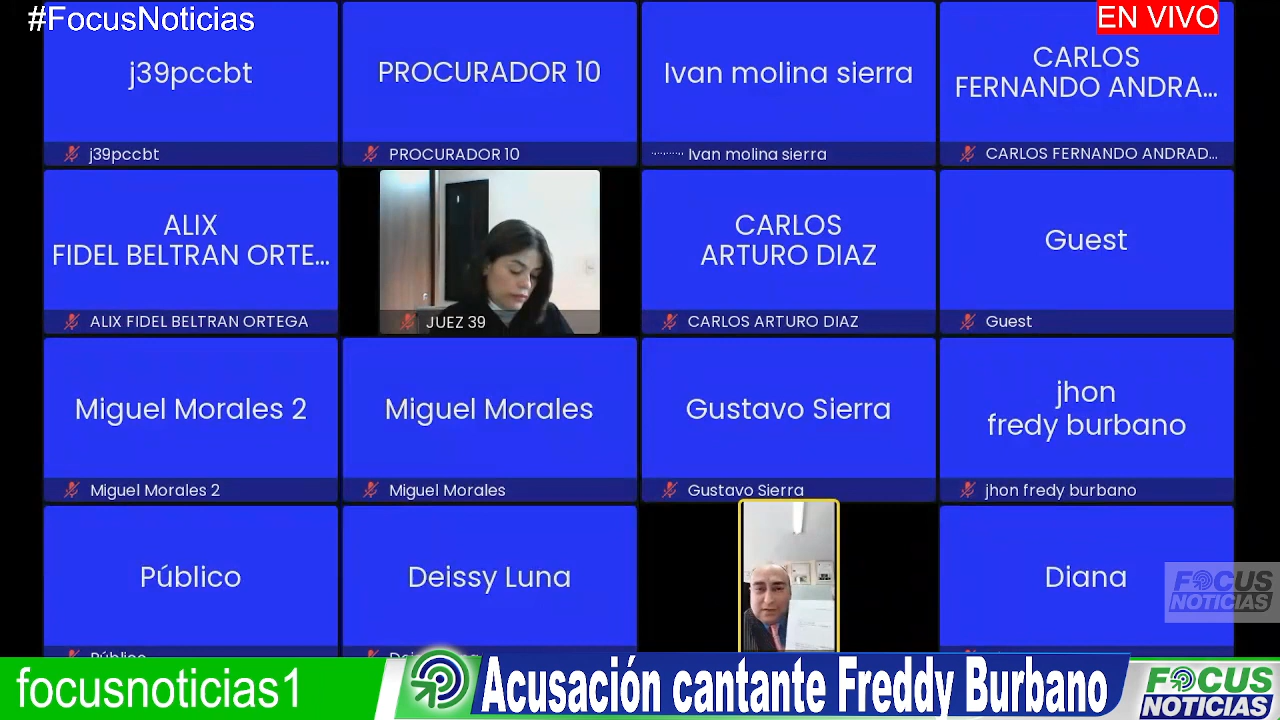 #FocusNoticias
EN VIVO
j39pccbt
PROCURADOR 10
Ivan molina sierra
CARLOS
FERNANDO ANDRA...
j39pccbt
PROCURADOR 10
Ivan molina sierra
CARLOS FERNANDO ANDRAD...
ALIX
FIDEL BELTRAN ORTE...
CARLOS
ARTURO DIAZ
Guest
ALIX FIDEL BELTRAN ORTEGA
JUEZ 39
CARLOS ARTURO DIAZ
Guest
Miguel Morales 2
Miguel Morales
Gustavo Sierra
jhon
fredy burbano
Miguel Morales 2
Miguel Morales
Gustavo Sierra
jhon fredy burbano
Público
Deissy Luna
Diana
FOCUS
NOTICIAS
Público
focusnoticias1
Acusación cantante Freddy Burbano
FOCUS
NOTICIAS